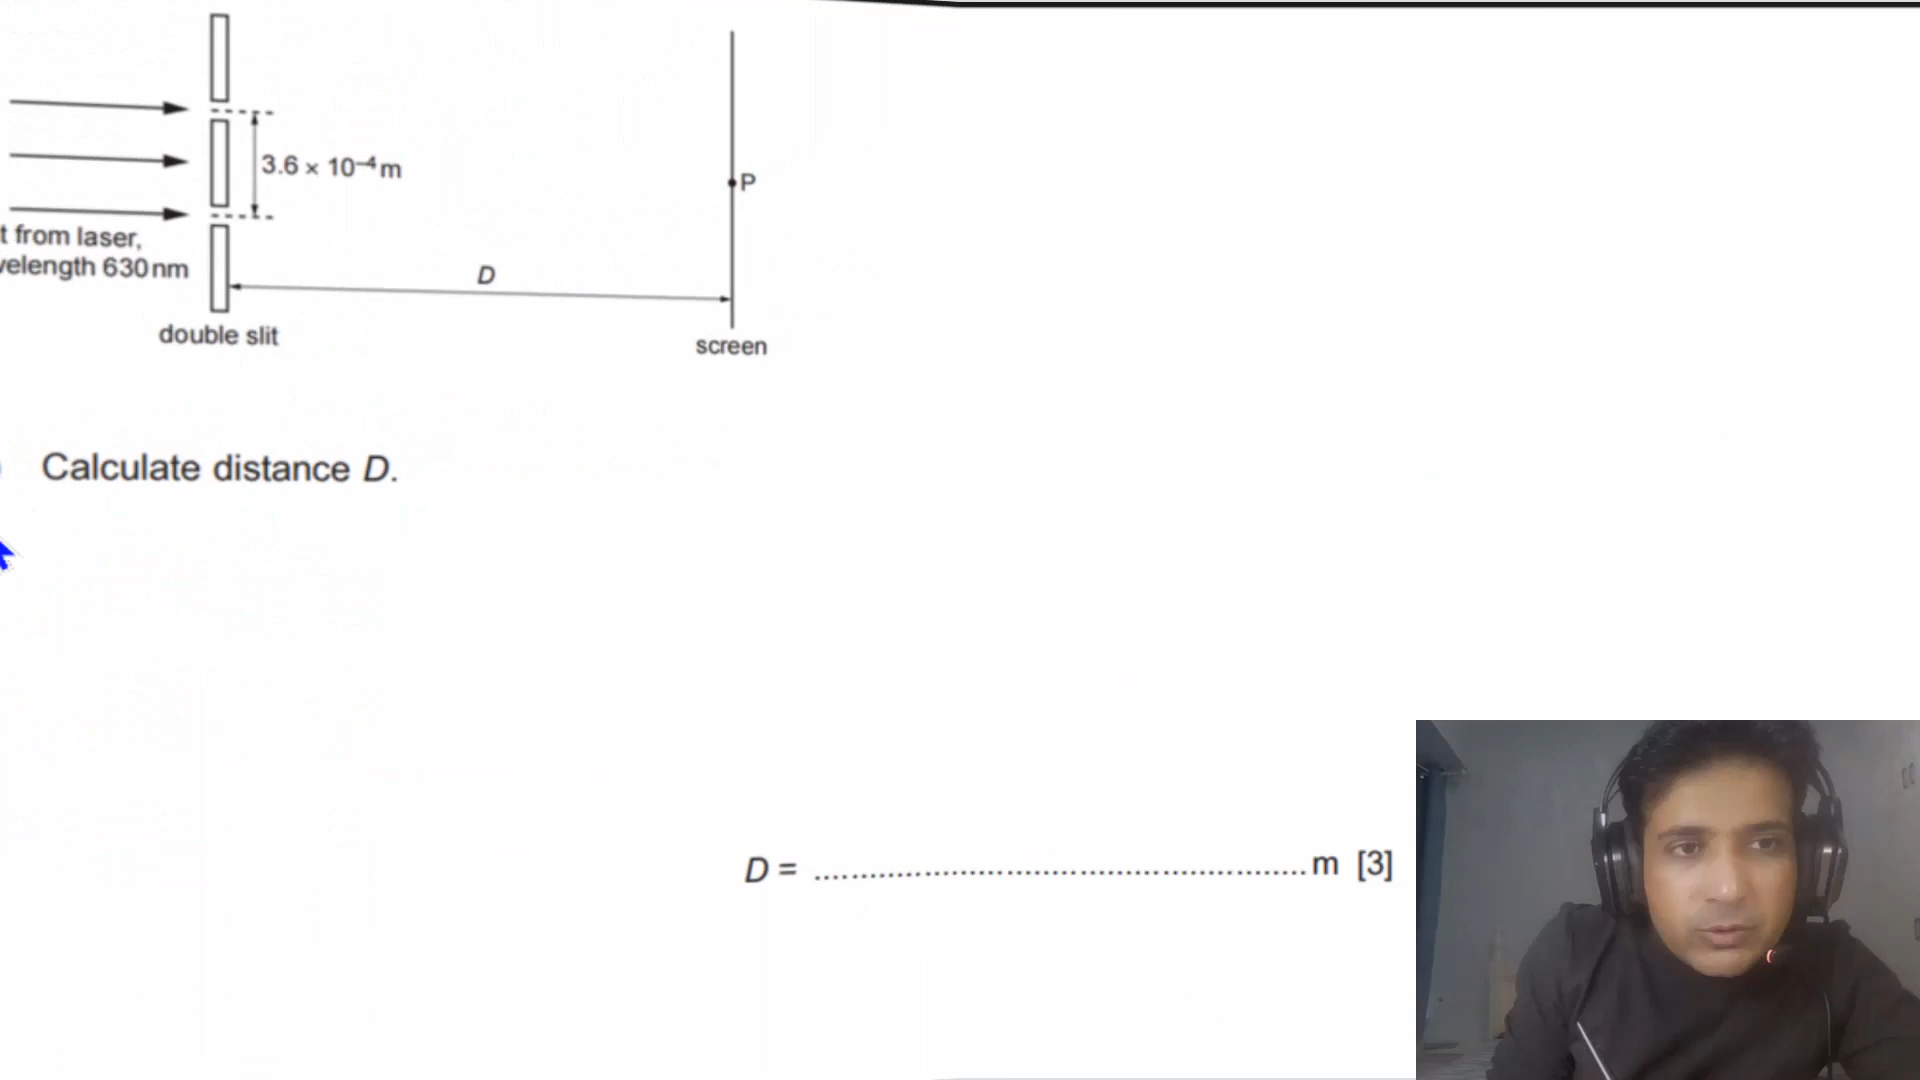 3.6 × 10⁻⁴ m
P
t from laser,
velength 630 nm
D
double slit
screen
Calculate distance D.
D = ........................................................ m [3]